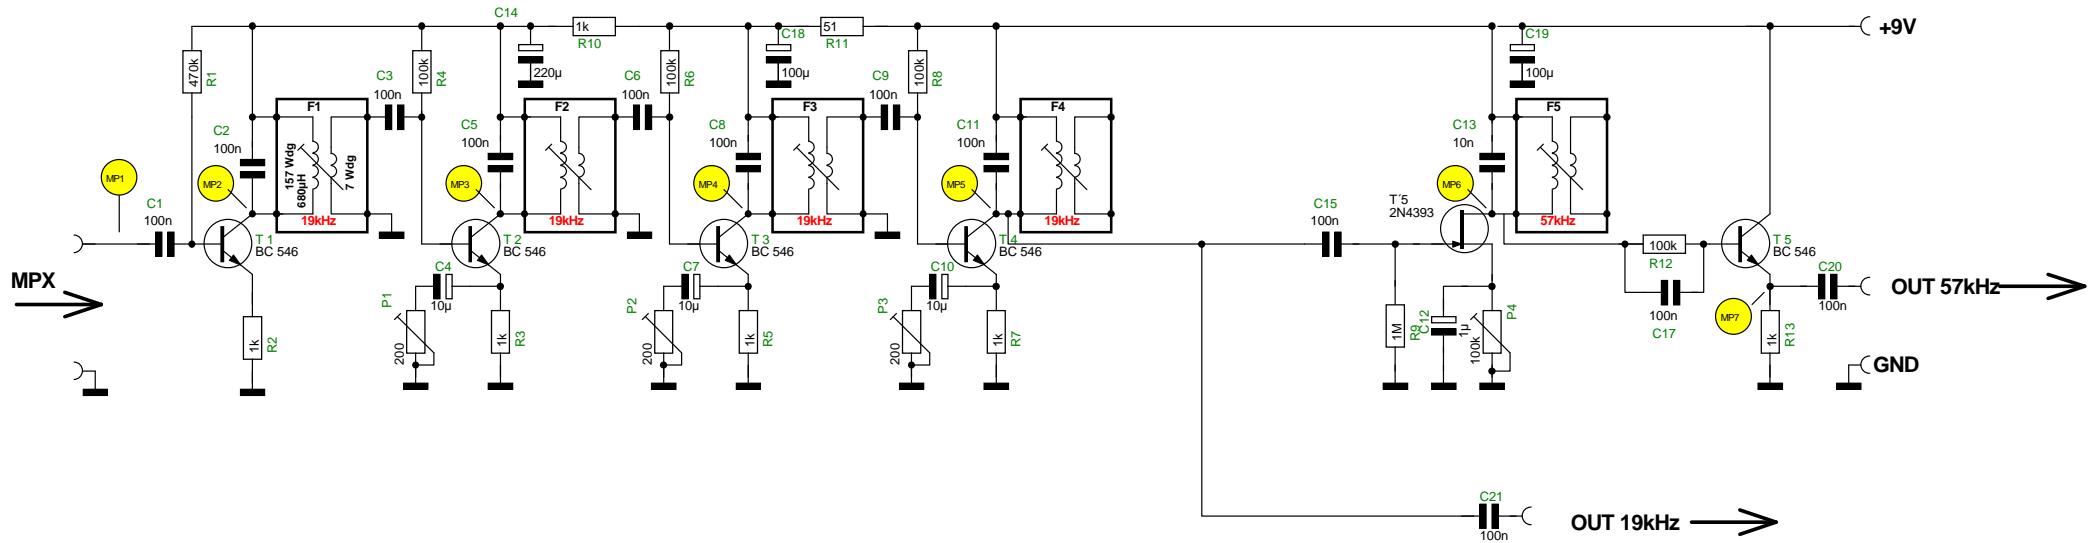 C14
1k
R10
51
R11
C18
C19
+9V
470k
R1
C3
100n
100k
R4
220µ
C6
100n
100k
R6
100µ
C9
100n
100k
R8
100µ
F1
157 Wdg
680µH
7 Wdg
19kHz
F2
19kHz
F3
19kHz
F4
19kHz
F5
57kHz
C2
100n
C5
100n
C8
100n
C11
100n
C13
10n
MP1
MP2
MP3
MP4
MP5
MP6
C1
100n
T 1
BC 546
T 2
BC 546
T 3
BC 546
T 4
BC 546
C15
100n
T´5
2N4393
100k
R12
T 5
BC 546
MPX
C4
10µ
P1
200
1k
R2
1k
R3
C7
10µ
P2
200
1k
R5
C10
10µ
P3
200
1k
R7
1M
R9
C12
1µ
100k
P4
100n
C17
MP7
1k
R13
C20
100n
OUT 57kHz
GND
C21
100n
OUT 19kHz